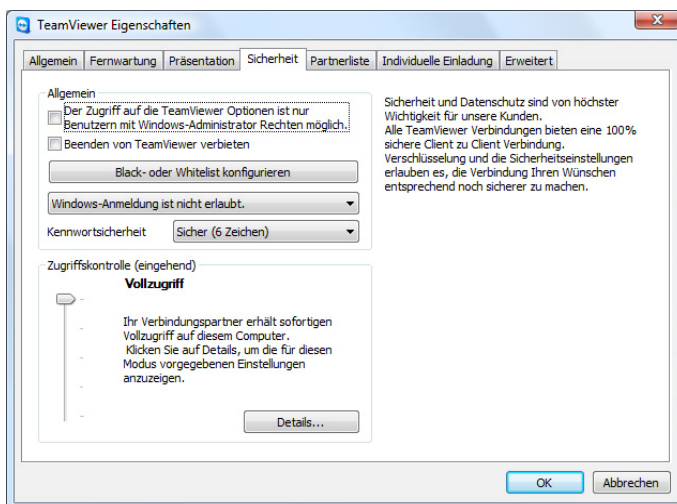 TeamViewer Eigenschaften
Allgemein
Fernwartung
Präsentation
Sicherheit
Partnerliste
Individuelle Einladung
Erweitert
Allgemein
Der Zugriff auf die TeamViewer Optionen ist nur
Benutzern mit Windows-Administrator Rechten möglich.
Beenden von TeamViewer verbieten
Black- oder Whitelist konfigurieren
Windows-Anmeldung ist nicht erlaubt.
Kennwortsicherheit
Sicher (6 Zeichen)
Zugriffskontrolle (eingehend)
Vollzugriff
Ihr Verbindungspartner erhält sofortigen
Vollzugriff auf diesem Computer.
Klicken Sie auf Details, um die für diesen
Modus vorgegebenen Einstellungen
anzuzeigen.
Details...
Sicherheit und Datenschutz sind von höchster
Wichtigkeit für unsere Kunden.
Alle TeamViewer Verbindungen bieten eine 100%
sichere Client zu Client Verbindung.
Verschlüsselung und die Sicherheitseinstellungen
erlauben es, die Verbindung Ihren Wünschen
entsprechend noch sicherer zu machen.
OK
Abbrechen